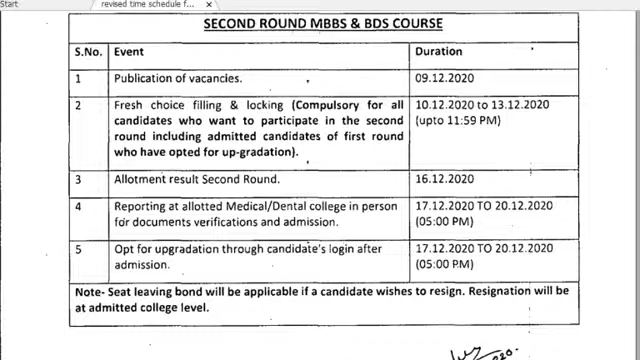 Start
revised time schedule f... ×
SECOND ROUND MBBS & BDS COURSE
S.No. Event Duration
1 Publication of vacancies. 09.12.2020
2 Fresh choice filling & locking (Compulsory for all 10.12.2020 to 13.12.2020
candidates who want to participate in the second (upto 11:59 PM)
round including admitted candidates of first round
who have opted for up-gradation).
3 Allotment result Second Round. 16.12.2020
4 Reporting at allotted Medical/Dental college in person 17.12.2020 TO 20.12.2020
for documents verifications and admission. (05:00 PM)
5 Opt for upgradation through candidate's login after 17.12.2020 TO 20.12.2020
admission. (05:00 PM)
Note- Seat leaving bond will be applicable if a candidate wishes to resign. Resignation will be
at admitted college level.